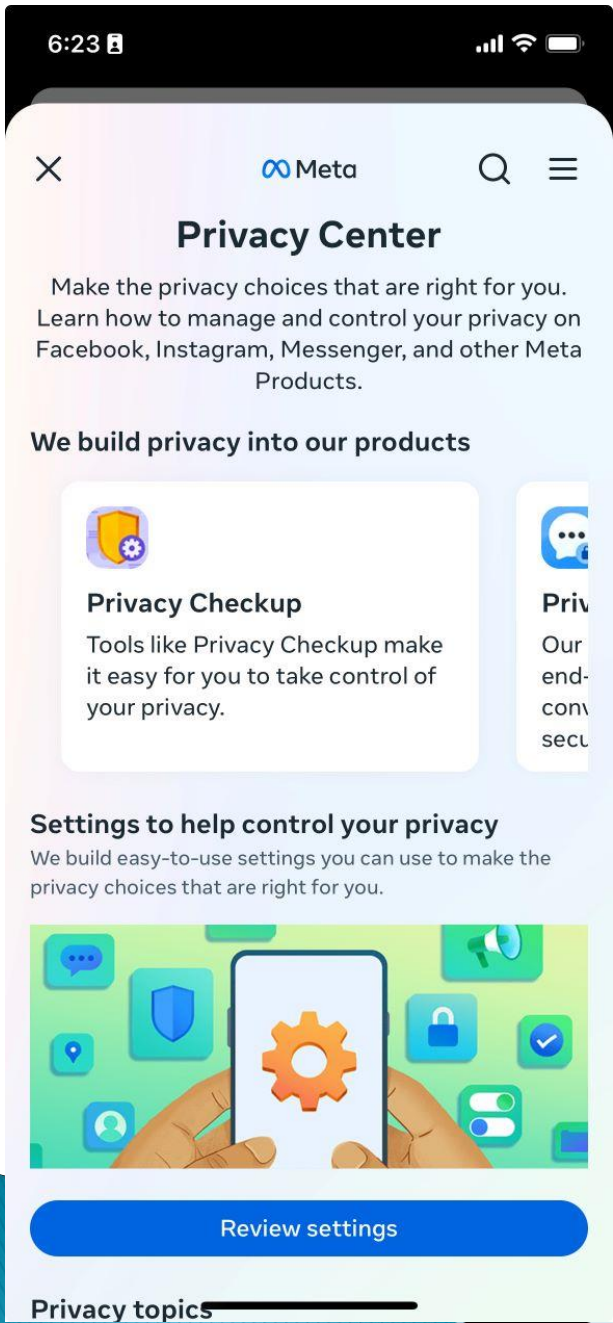 6:23
Meta
Privacy Center
Make the privacy choices that are right for you.
Learn how to manage and control your privacy on
Facebook, Instagram, Messenger, and other Meta
Products.
We build privacy into our products
Privacy Checkup
Tools like Privacy Checkup make
it easy for you to take control of
your privacy.
Priv
Our
end-
conv
secu
Settings to help control your privacy
We build easy-to-use settings you can use to make the
privacy choices that are right for you.
Review settings
Privacy topics